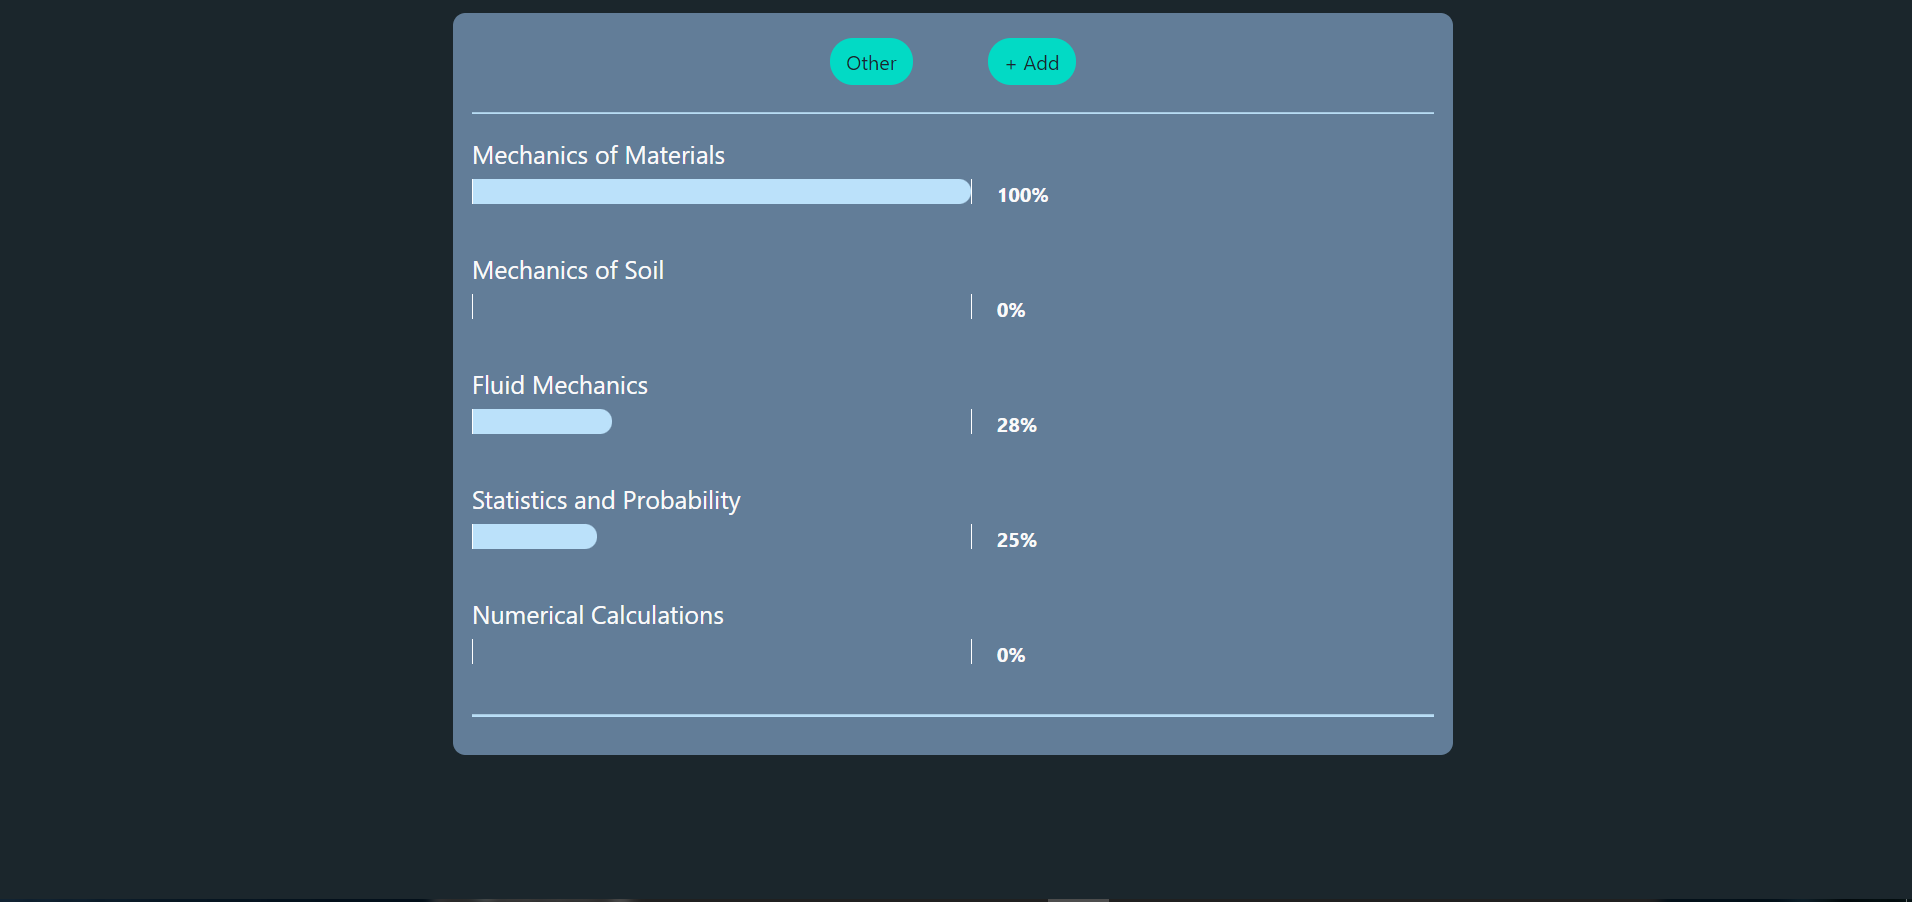 Other
+ Add
Mechanics of Materials
100%
Mechanics of Soil
0%
Fluid Mechanics
28%
Statistics and Probability
25%
Numerical Calculations
0%